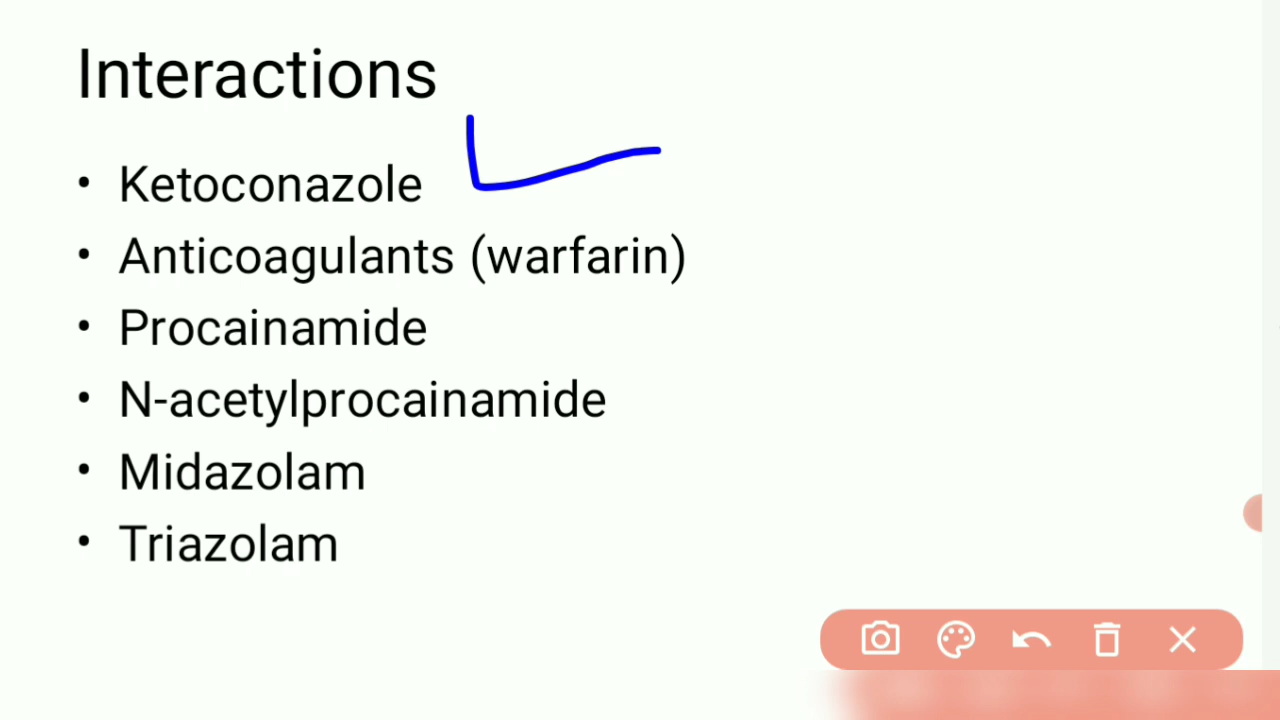 Interactions
• Ketoconazole
• Anticoagulants (warfarin)
• Procainamide
• N-acetylprocainamide
• Midazolam
• Triazolam